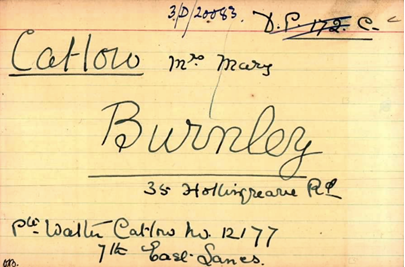 3/D/20083.
D.P. 172. C.
Catlow Mrs Mary
Burnley
35 Hollingreave Rd
Pte Walter Catlow No. 12177
7th East Lancs.